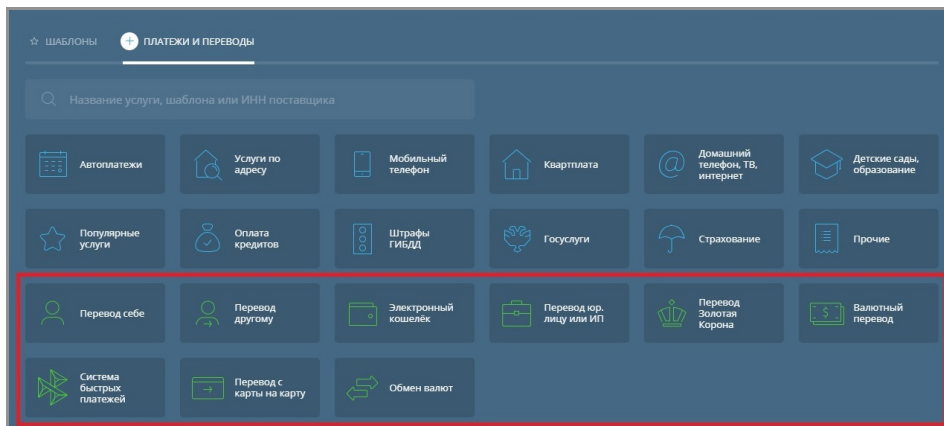 ШАБЛОНЫ
ПЛАТЕЖИ И ПЕРЕВОДЫ
Название услуги, шаблона или ИНН поставщика
Автоплатежи
Услуги по
адресу
Мобильный
телефон
Квартплата
Домашний
телефон, ТВ,
интернет
Детские сады,
образование
Популярные
услуги
Оплата
кредитов
Штрафы
ГИБДД
Госуслуги
Страхование
Прочие
Перевод себе
Перевод
другому
Электронный
кошелёк
Перевод юр.
лицу или ИП
Перевод
Золотая
Корона
Валютный
перевод
Система
быстрых
платежей
Перевод с
карты на карту
Обмен валют